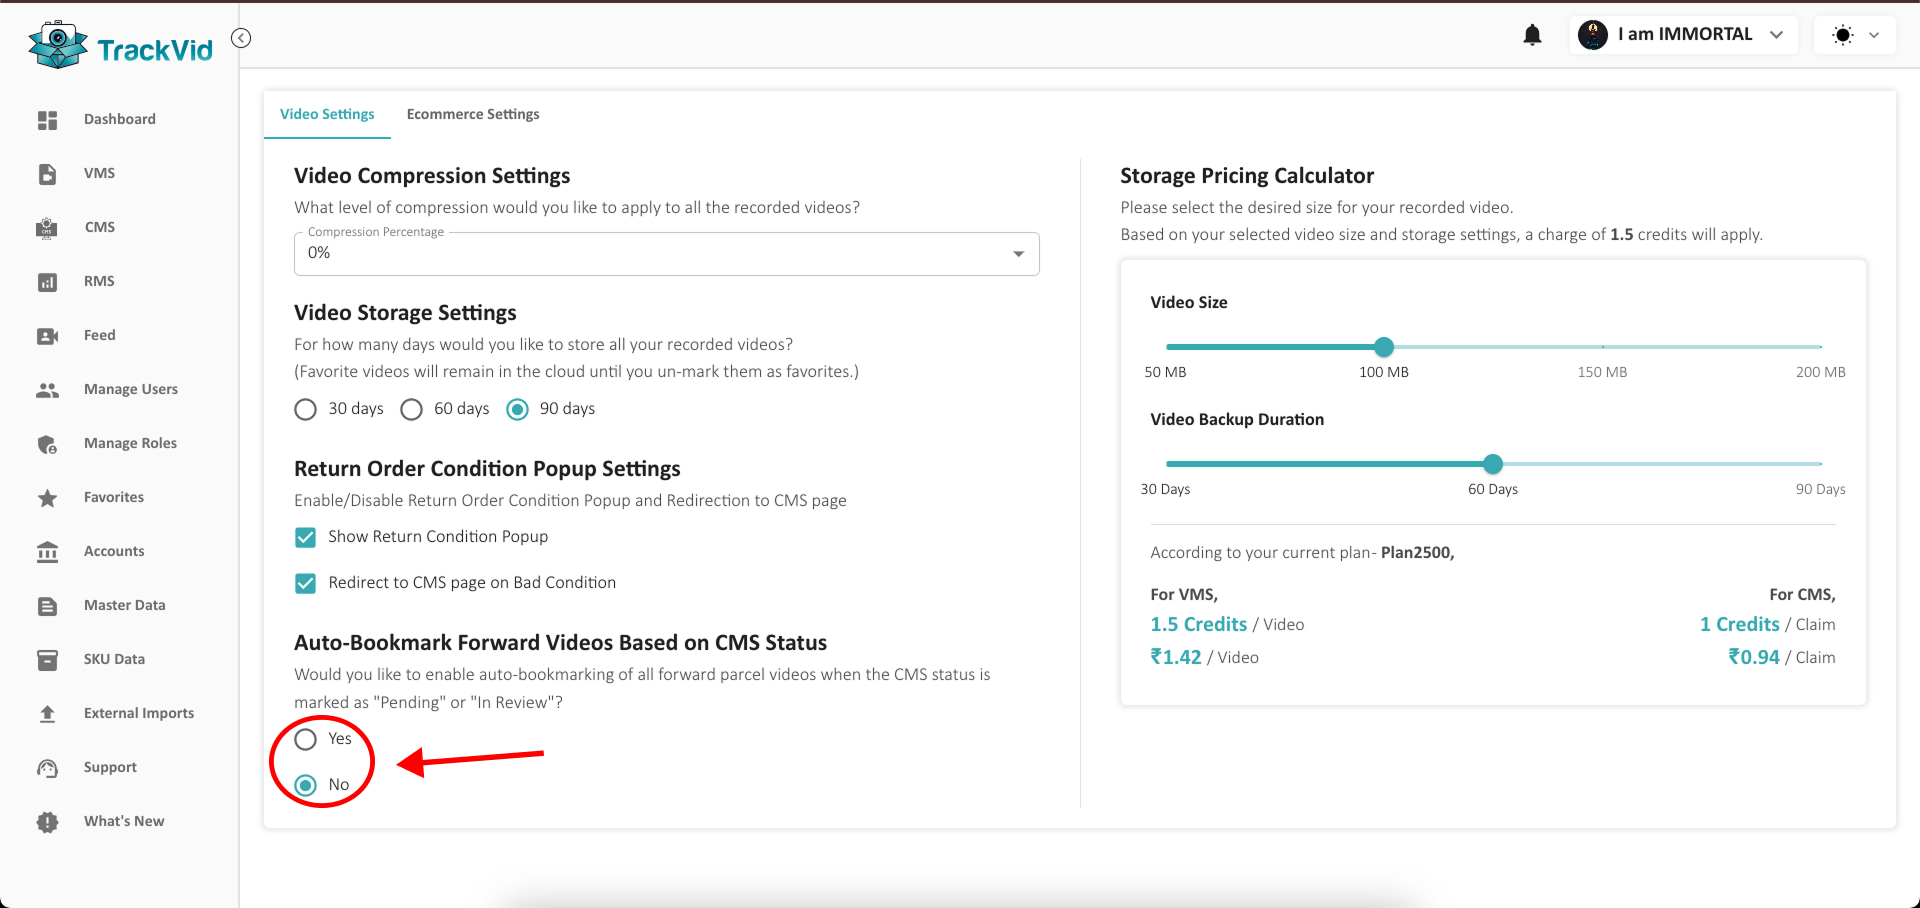 TrackVid
I am IMMORTAL
Dashboard
VMS
CMS
RMS
Feed
Manage Users
Manage Roles
Favorites
Accounts
Master Data
SKU Data
External Imports
Support
What's New
Video Settings
Ecommerce Settings
Video Compression Settings
What level of compression would you like to apply to all the recorded videos?
Compression Percentage
0%
Video Storage Settings
For how many days would you like to store all your recorded videos?
(Favorite videos will remain in the cloud until you un-mark them as favorites.)
30 days
60 days
90 days
Return Order Condition Popup Settings
Enable/Disable Return Order Condition Popup and Redirection to CMS page
Show Return Condition Popup
Redirect to CMS page on Bad Condition
Auto-Bookmark Forward Videos Based on CMS Status
Would you like to enable auto-bookmarking of all forward parcel videos when the CMS status is
marked as "Pending" or "In Review"?
Yes
No
Storage Pricing Calculator
Please select the desired size for your recorded video.
Based on your selected video size and storage settings, a charge of 1.5 credits will apply.
Video Size
50 MB
100 MB
150 MB
200 MB
Video Backup Duration
30 Days
60 Days
90 Days
According to your current plan- Plan2500,
For VMS,
1.5 Credits / Video
₹1.42 / Video
For CMS,
1 Credits / Claim
₹0.94 / Claim